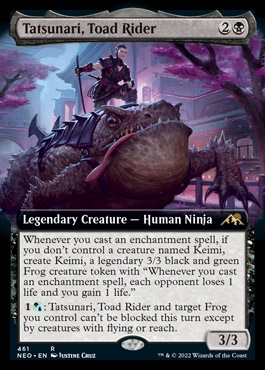 Tatsunari, Toad Rider 2
Legendary Creature — Human Ninja
Whenever you cast an enchantment spell, if
you don't control a creature named Keimi,
create Keimi, a legendary 3/3 black and green
Frog creature token with “Whenever you cast
an enchantment spell, each opponent loses 1
life and you gain 1 life.”
1 : Tatsunari, Toad Rider and target Frog
you control can't be blocked this turn except
by creatures with flying or reach.
3/3
461 R
NEO • EN JUSTINE CRUZ
™ & © 2022 Wizards of the Coast